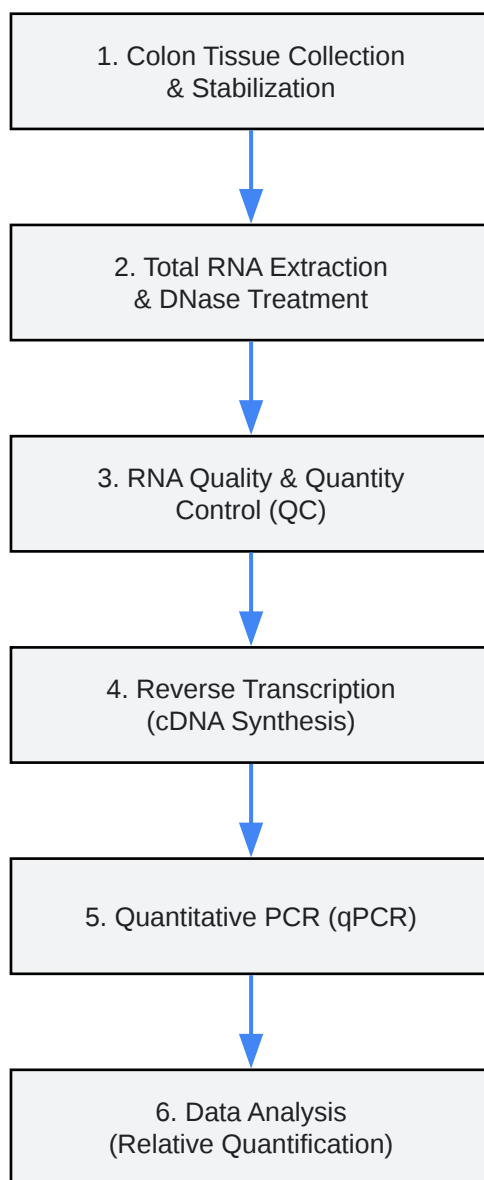 1. Colon Tissue Collection
& Stabilization
2. Total RNA Extraction
& DNase Treatment
3. RNA Quality & Quantity
Control (QC)
4. Reverse Transcription
(cDNA Synthesis)
5. Quantitative PCR (qPCR)
6. Data Analysis
(Relative Quantification)